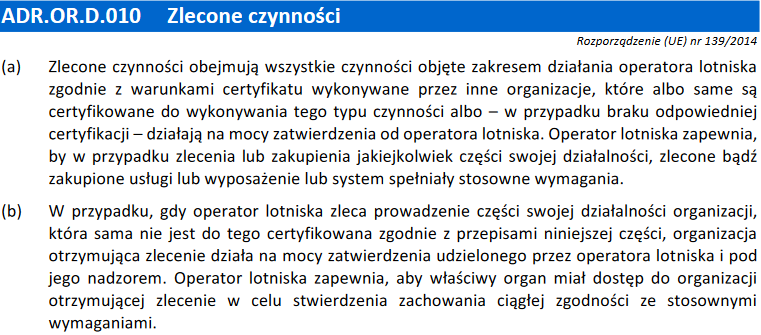 ADR.OR.D.010 Zlecone czynności
Rozporządzenie (UE) nr 139/2014
(a) Zlecone czynności obejmują wszystkie czynności objęte zakresem działania operatora lotniska
zgodnie z warunkami certyfikatu wykonywane przez inne organizacje, które albo same są
certyfikowane do wykonywania tego typu czynności albo – w przypadku braku odpowiedniej
certyfikacji – działają na mocy zatwierdzenia od operatora lotniska. Operator lotniska zapewnia,
by w przypadku zlecenia lub zakupienia jakiejkolwiek części swojej działalności, zlecone bądź
zakupione usługi lub wyposażenie lub system spełniały stosowne wymagania.
(b) W przypadku, gdy operator lotniska zleca prowadzenie części swojej działalności organizacji,
która sama nie jest do tego certyfikowana zgodnie z przepisami niniejszej części, organizacja
otrzymująca zlecenie działa na mocy zatwierdzenia udzielonego przez operatora lotniska i pod
jego nadzorem. Operator lotniska zapewnia, aby właściwy organ miał dostęp do organizacji
otrzymującej zlecenie w celu stwierdzenia zachowania ciągłej zgodności ze stosownymi
wymaganiami.